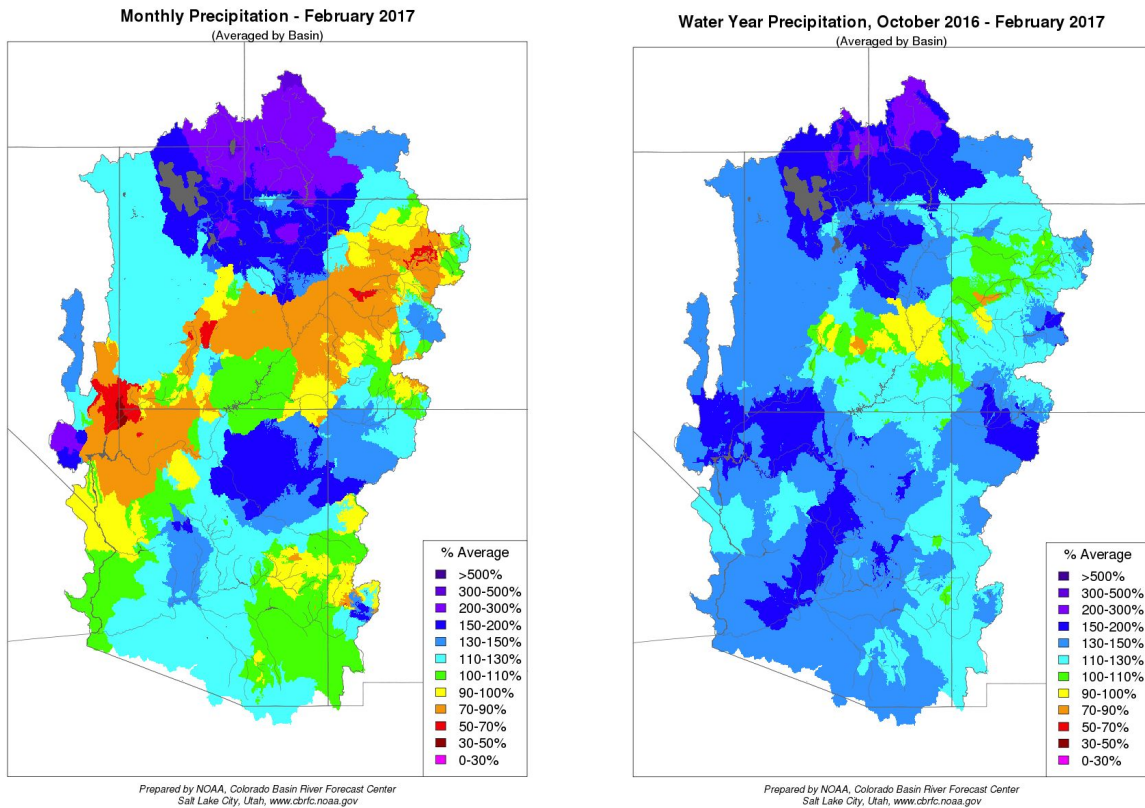 Monthly Precipitation - February 2017
(Averaged by Basin)
% Average
>500%
300-500%
200-300%
150-200%
130-150%
110-130%
100-110%
90-100%
70-90%
50-70%
30-50%
0-30%
Prepared by NOAA, Colorado Basin River Forecast Center
Salt Lake City, Utah, www.cbrfc.noaa.gov
Water Year Precipitation, October 2016 - February 2017
(Averaged by Basin)
% Average
>500%
300-500%
200-300%
150-200%
130-150%
110-130%
100-110%
90-100%
70-90%
50-70%
30-50%
0-30%
Prepared by NOAA, Colorado Basin River Forecast Center
Salt Lake City, Utah, www.cbrfc.noaa.gov